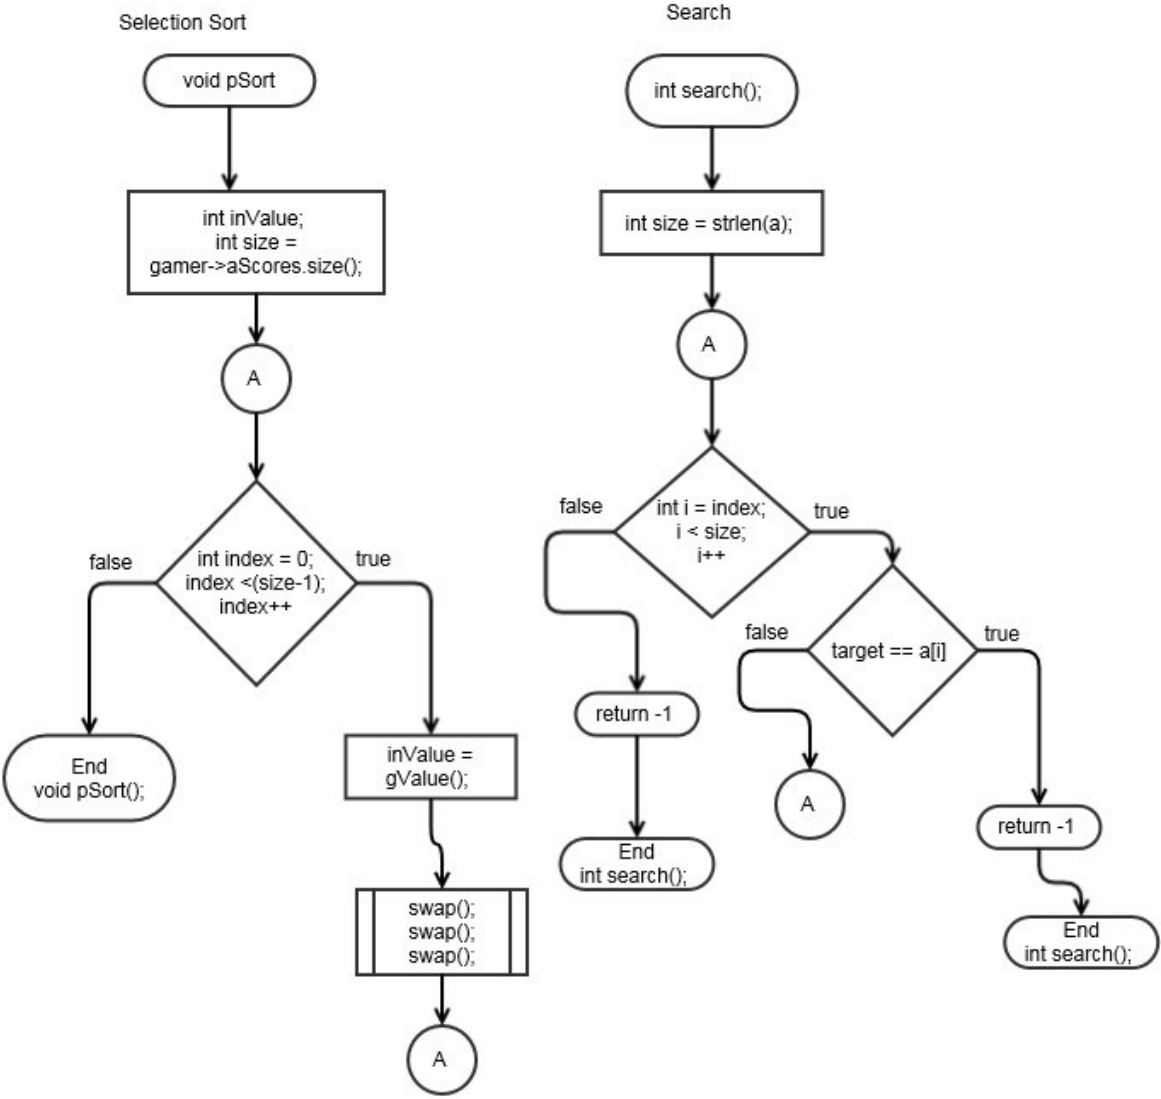 Selection Sort
void pSort
int inValue;
int size =
gamer->aScores.size();
A
int index = 0;
index <(size-1);
index++
false
true
End
void pSort();
inValue =
gValue();
swap();
swap();
swap();
A
Search
int search();
int size = strlen(a);
A
int i = index;
i < size;
i++
false
true
target == a[i]
false
true
return -1
End
int search();
A
return -1
End
int search();